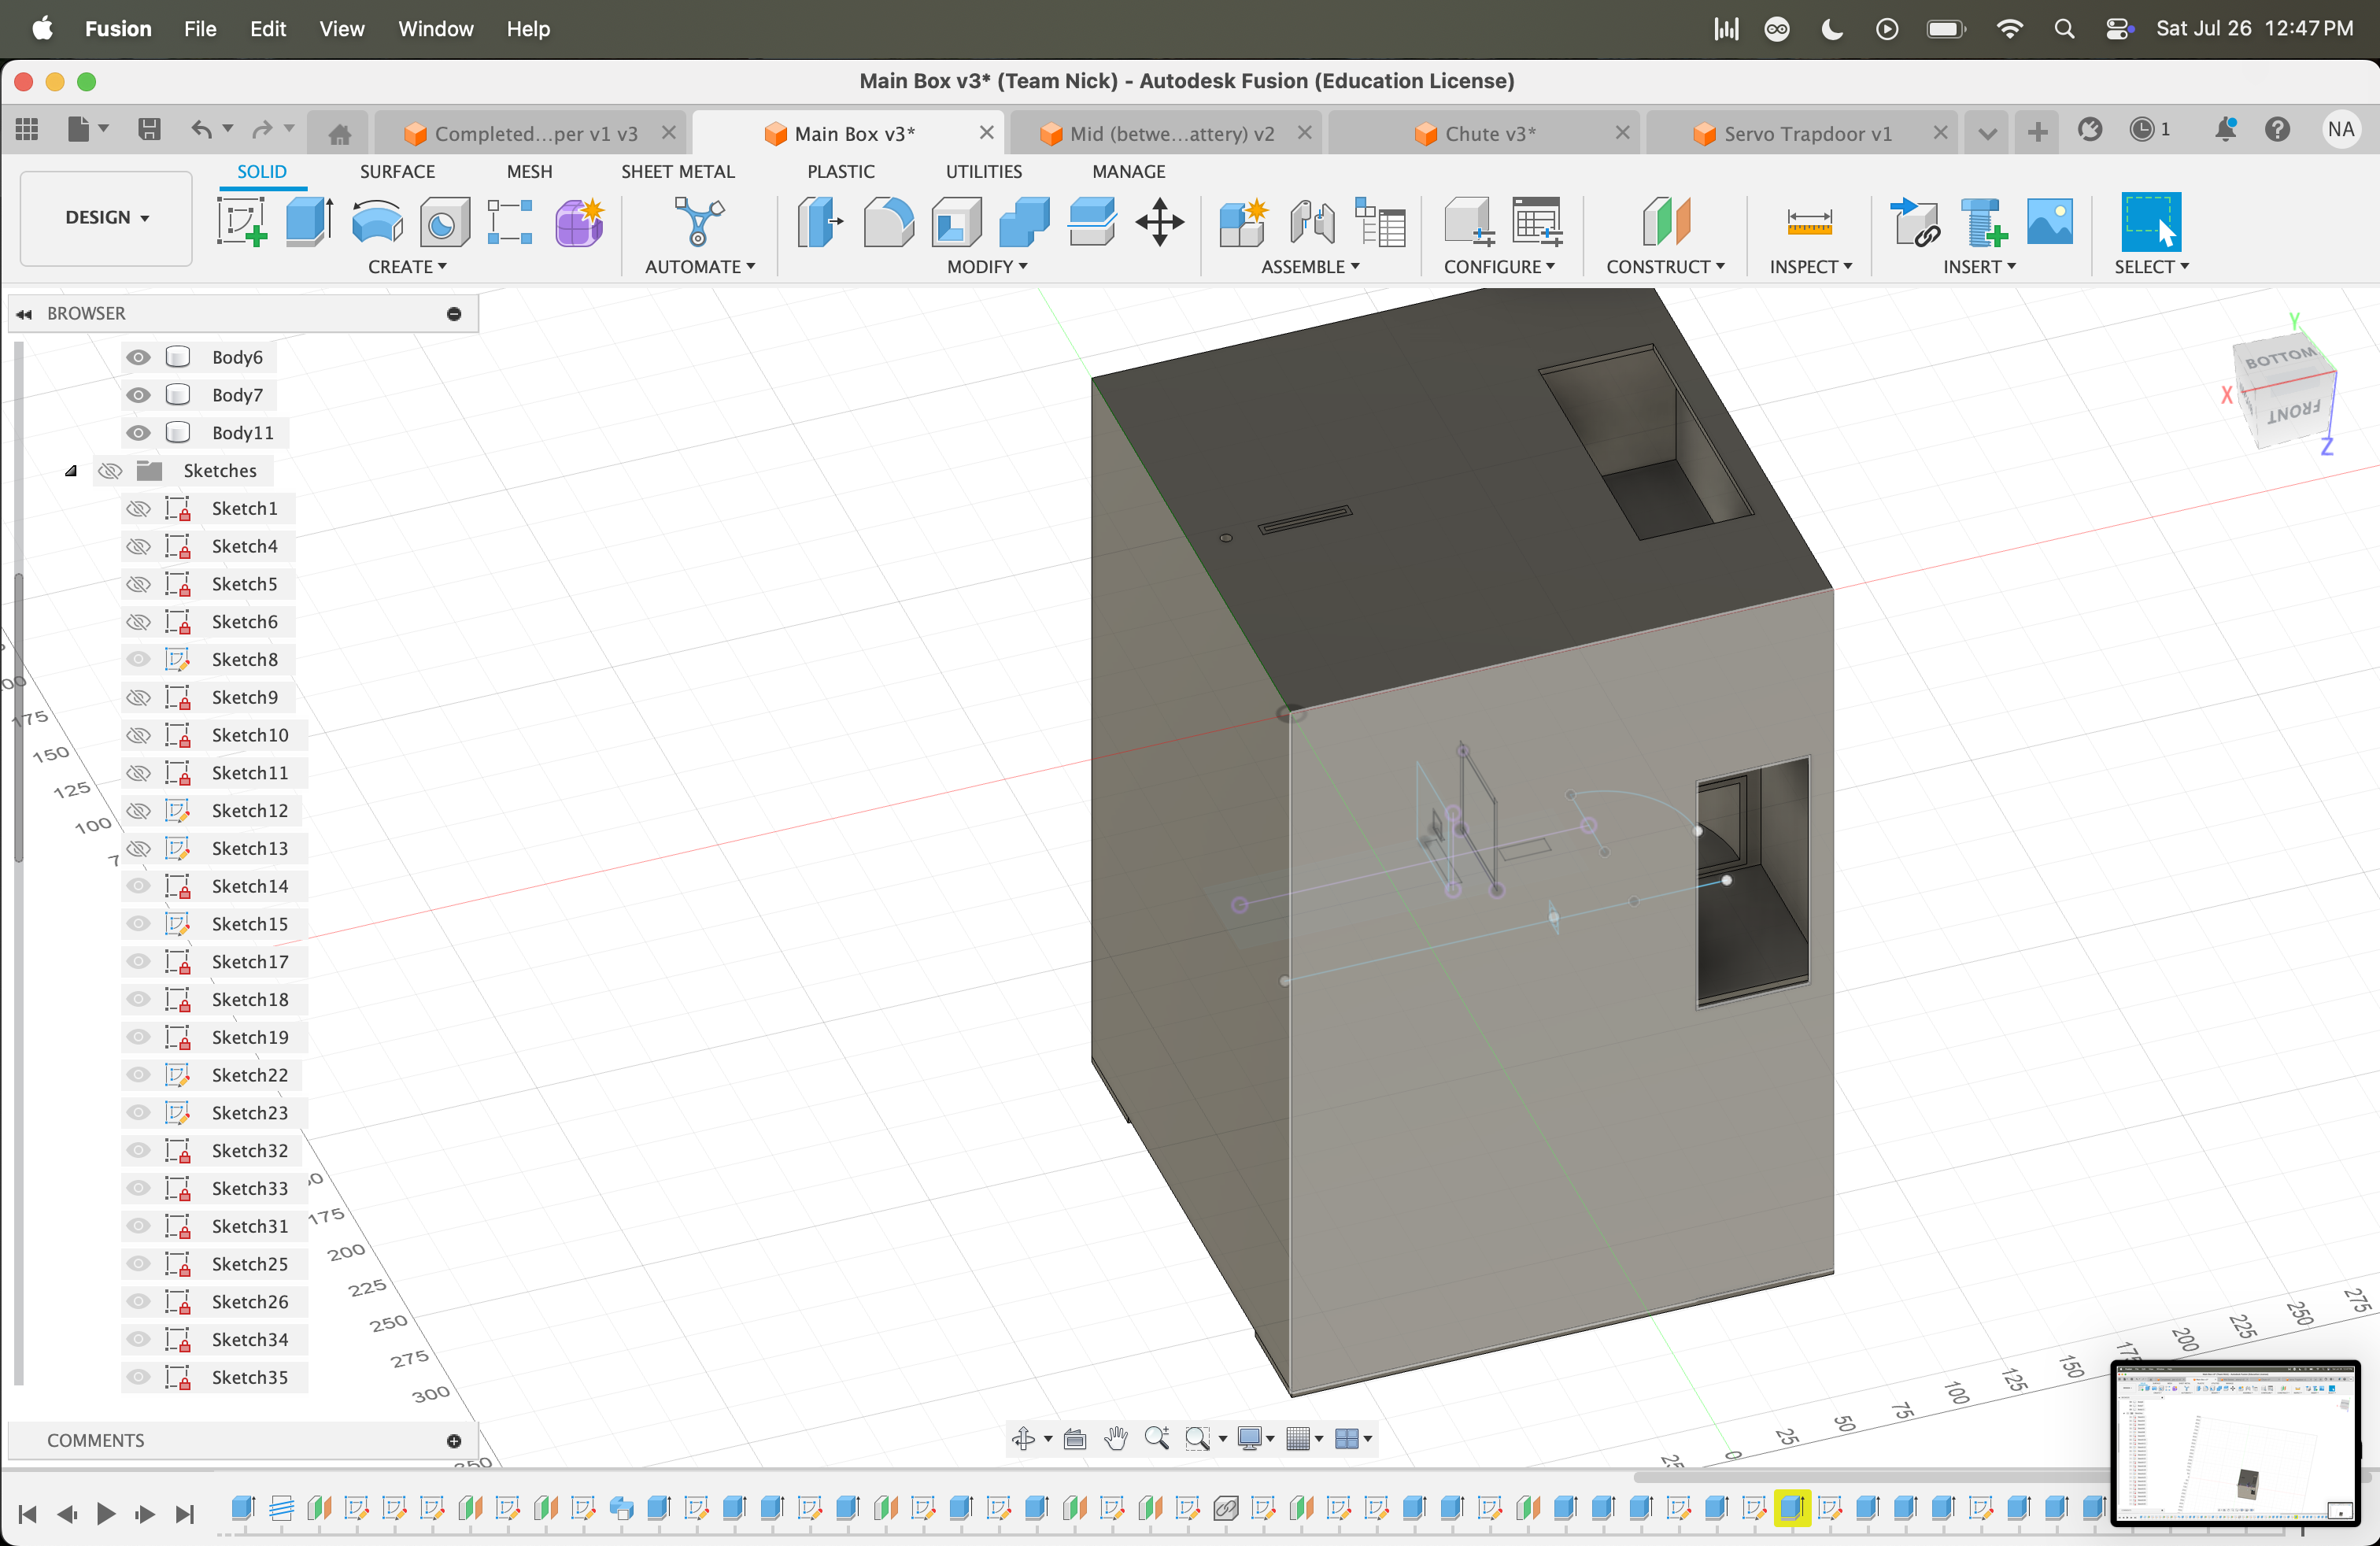 Fusion File Edit View Window Help Sat Jul 26 12:47 PM
Main Box v3* (Team Nick) - Autodesk Fusion (Education License)
Completed...per v1 v3 Main Box v3* Mid (betwe...attery) v2 Chute v3* Servo Trapdoor v1 1 NA
SOLID SURFACE MESH SHEET METAL PLASTIC UTILITIES MANAGE
DESIGN
CREATE AUTOMATE MODIFY ASSEMBLE CONFIGURE CONSTRUCT INSPECT INSERT SELECT
BROWSER
Body6
Body7
Body11
Sketches
Sketch1
Sketch4
Sketch5
Sketch6
Sketch8
Sketch9
Sketch10
Sketch11
Sketch12
Sketch13
Sketch14
Sketch15
Sketch17
Sketch18
Sketch19
Sketch22
Sketch23
Sketch32
Sketch33
Sketch31
Sketch25
Sketch26
Sketch34
Sketch35
COMMENTS
175
150
125
100
175
200
225
250
275
300
0
25
50
75
100
125
150
175
200
225
250
275
Y
BOTTOM
X
FRONT
Z